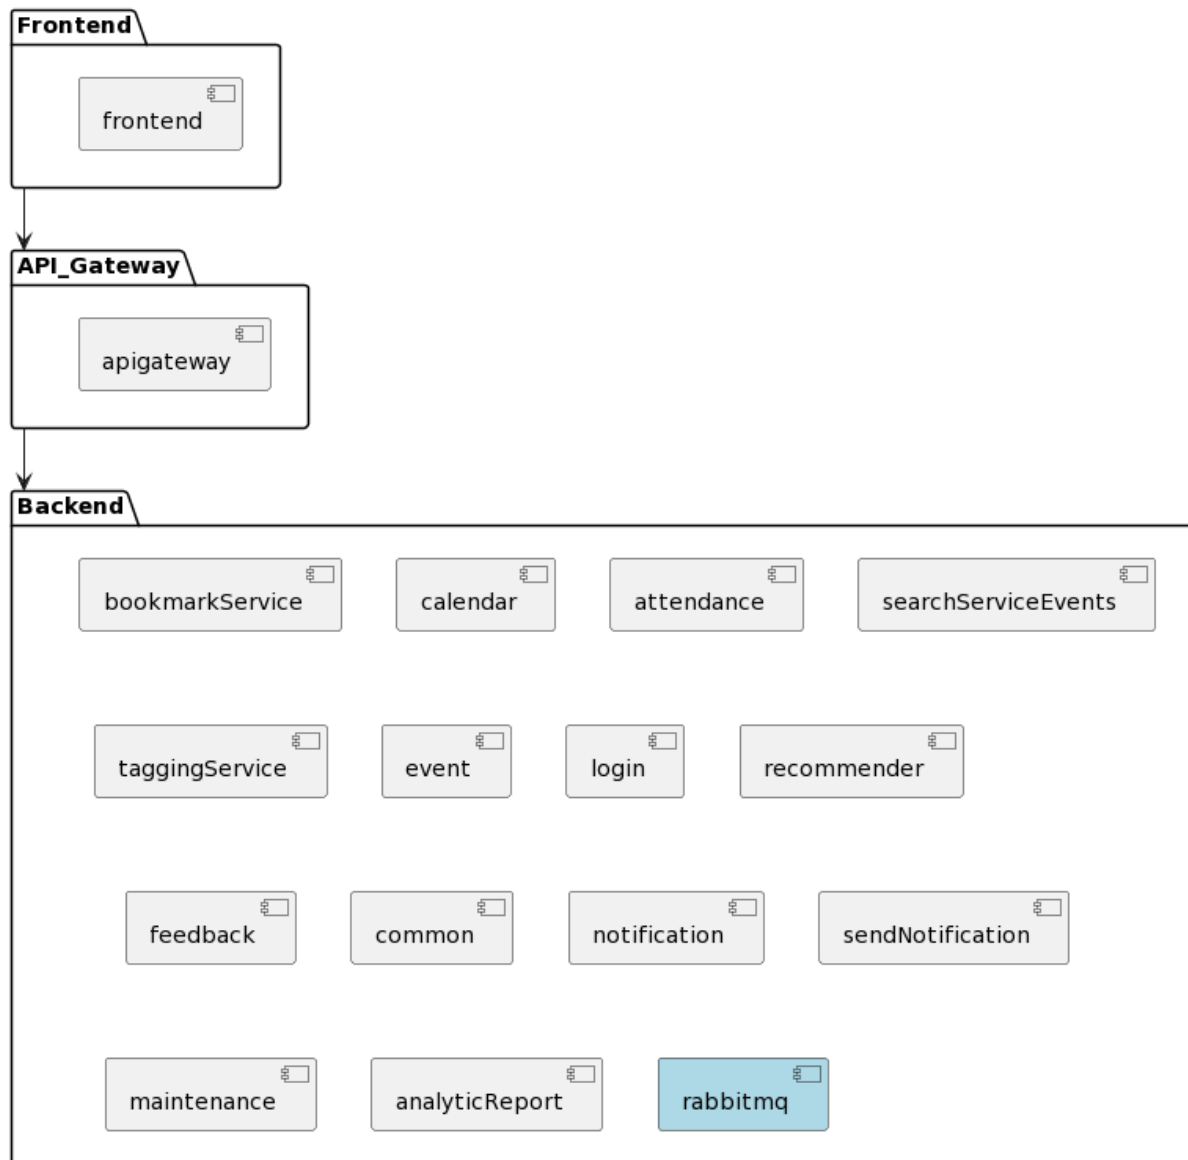 Frontend
frontend
API_Gateway
apigateway
Backend
bookmarkService
calendar
attendance
searchServiceEvents
taggingService
event
login
recommender
feedback
common
notification
sendNotification
maintenance
analyticReport
rabbitmq